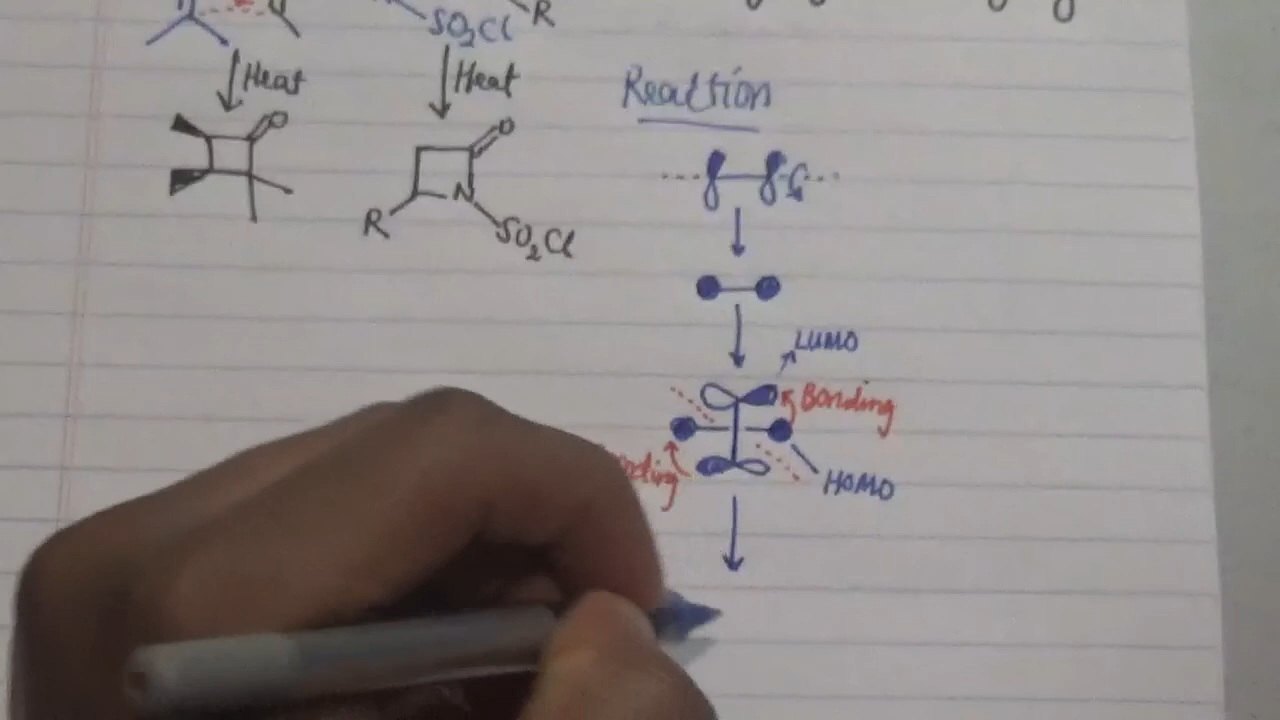 SO2Cl
R
Heat
Heat
Reaction
O
O
N
R
SO2Cl
LUMO
Bonding
HOMO